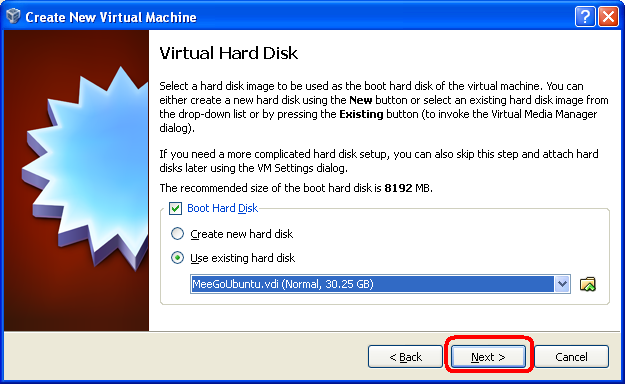 Create New Virtual Machine
Virtual Hard Disk
Select a hard disk image to be used as the boot hard disk of the virtual machine. You can
either create a new hard disk using the New button or select an existing hard disk image from
the drop-down list or by pressing the Existing button (to invoke the Virtual Media Manager
dialog).
If you need a more complicated hard disk setup, you can also skip this step and attach hard
disks later using the VM Settings dialog.
The recommended size of the boot hard disk is 8192 MB.
Boot Hard Disk
Create new hard disk
Use existing hard disk
MeeGoUbuntu.vdi (Normal, 30.25 GB)
< Back
Next >
Cancel